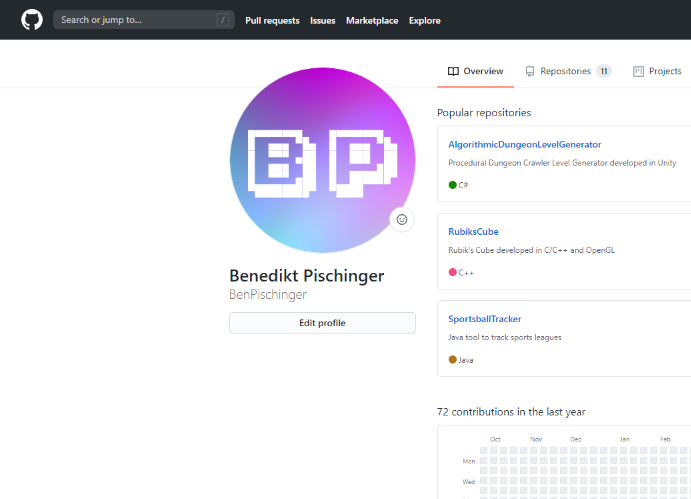 Search or jump to... / Pull requests Issues Marketplace Explore
Overview Repositories 11 Projects
BP
Benedikt Pischinger
BenPischinger
Edit profile
Popular repositories
AlgorithmicDungeonLevelGenerator
Procedural Dungeon Crawler Level Generator developed in Unity
C#
RubiksCube
Rubik's Cube developed in C/C++ and OpenGL
C++
SportsballTracker
Java tool to track sports leagues
Java
72 contributions in the last year
Oct Nov Dec Jan Feb
Mon
Wed